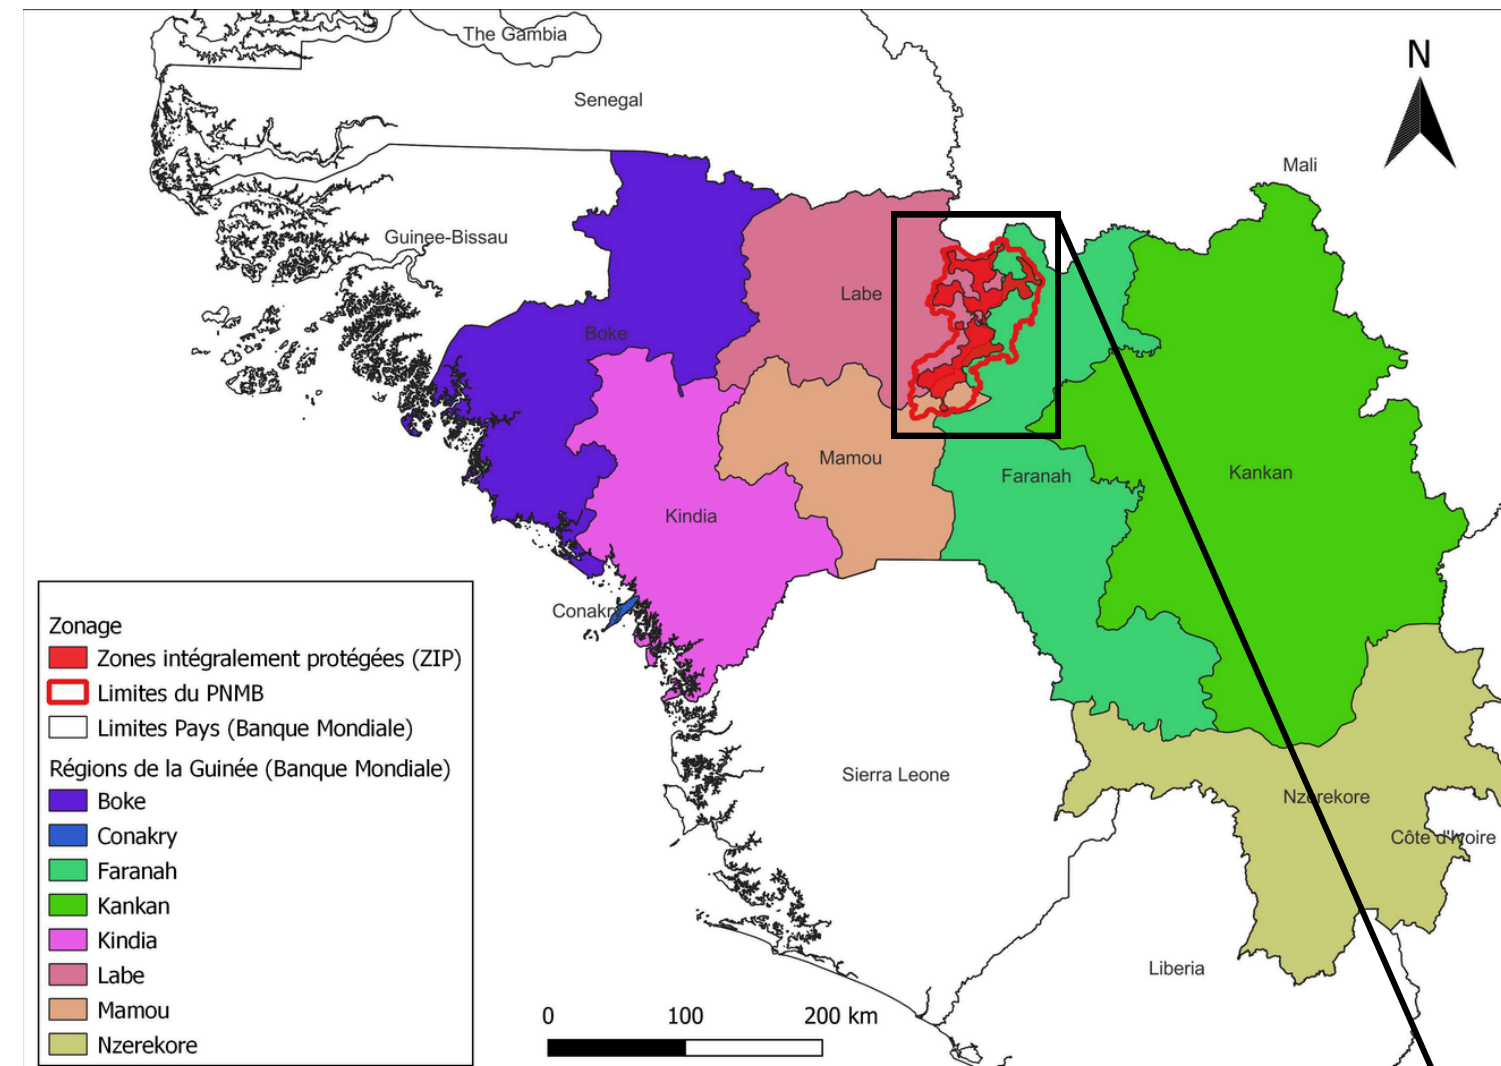 The Gambia
N
Senegal
Mali
Guinee-Bissau
Labe
Boke
Mamou
Faranah
Kankan
Kindia
Conakry
Sierra Leone
Nzerekore
Côte d'Ivoire
Liberia
Zonage
Zones intégralement protégées (ZIP)
Limites du PNMB
Limites Pays (Banque Mondiale)
Régions de la Guinée (Banque Mondiale)
Boke
Conakry
Faranah
Kankan
Kindia
Labe
Mamou
Nzerekore
0 100 200 km